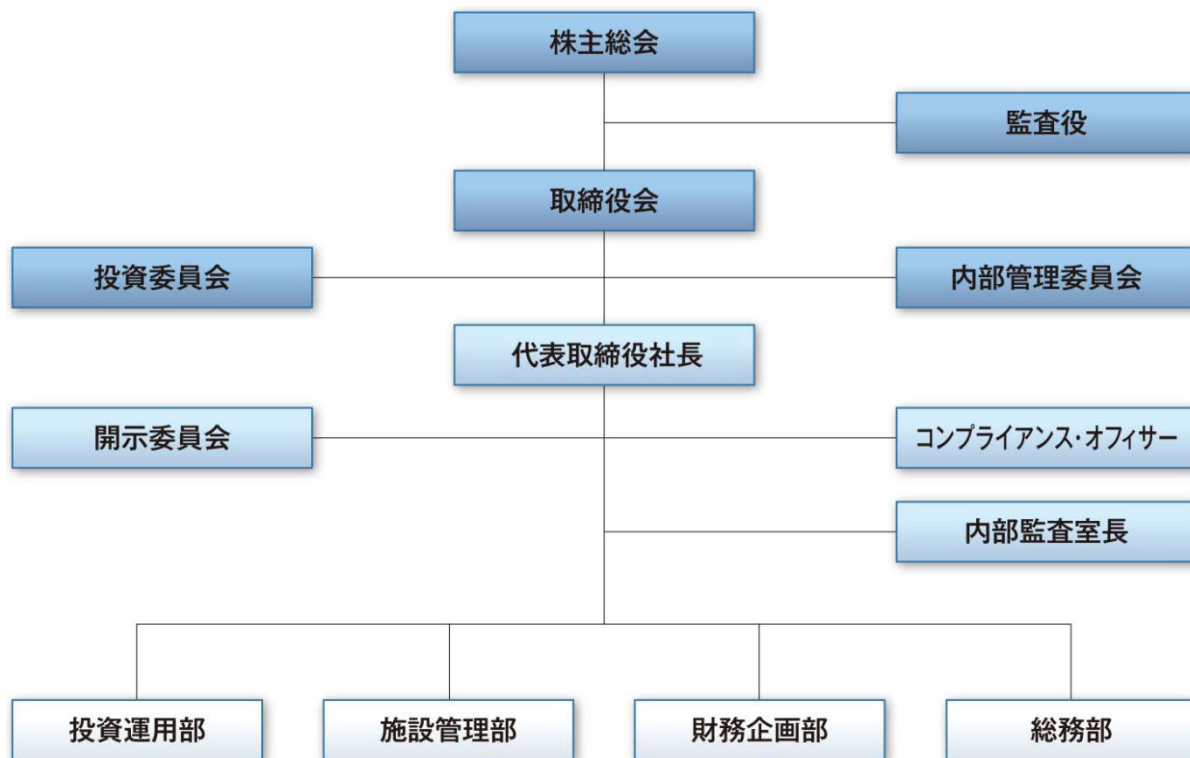 株主総会
監査役
取締役会
投資委員会
内部管理委員会
代表取締役社長
開示委員会
コンプライアンス・オフィサー
内部監査室長
投資運用部
施設管理部
財務企画部
総務部